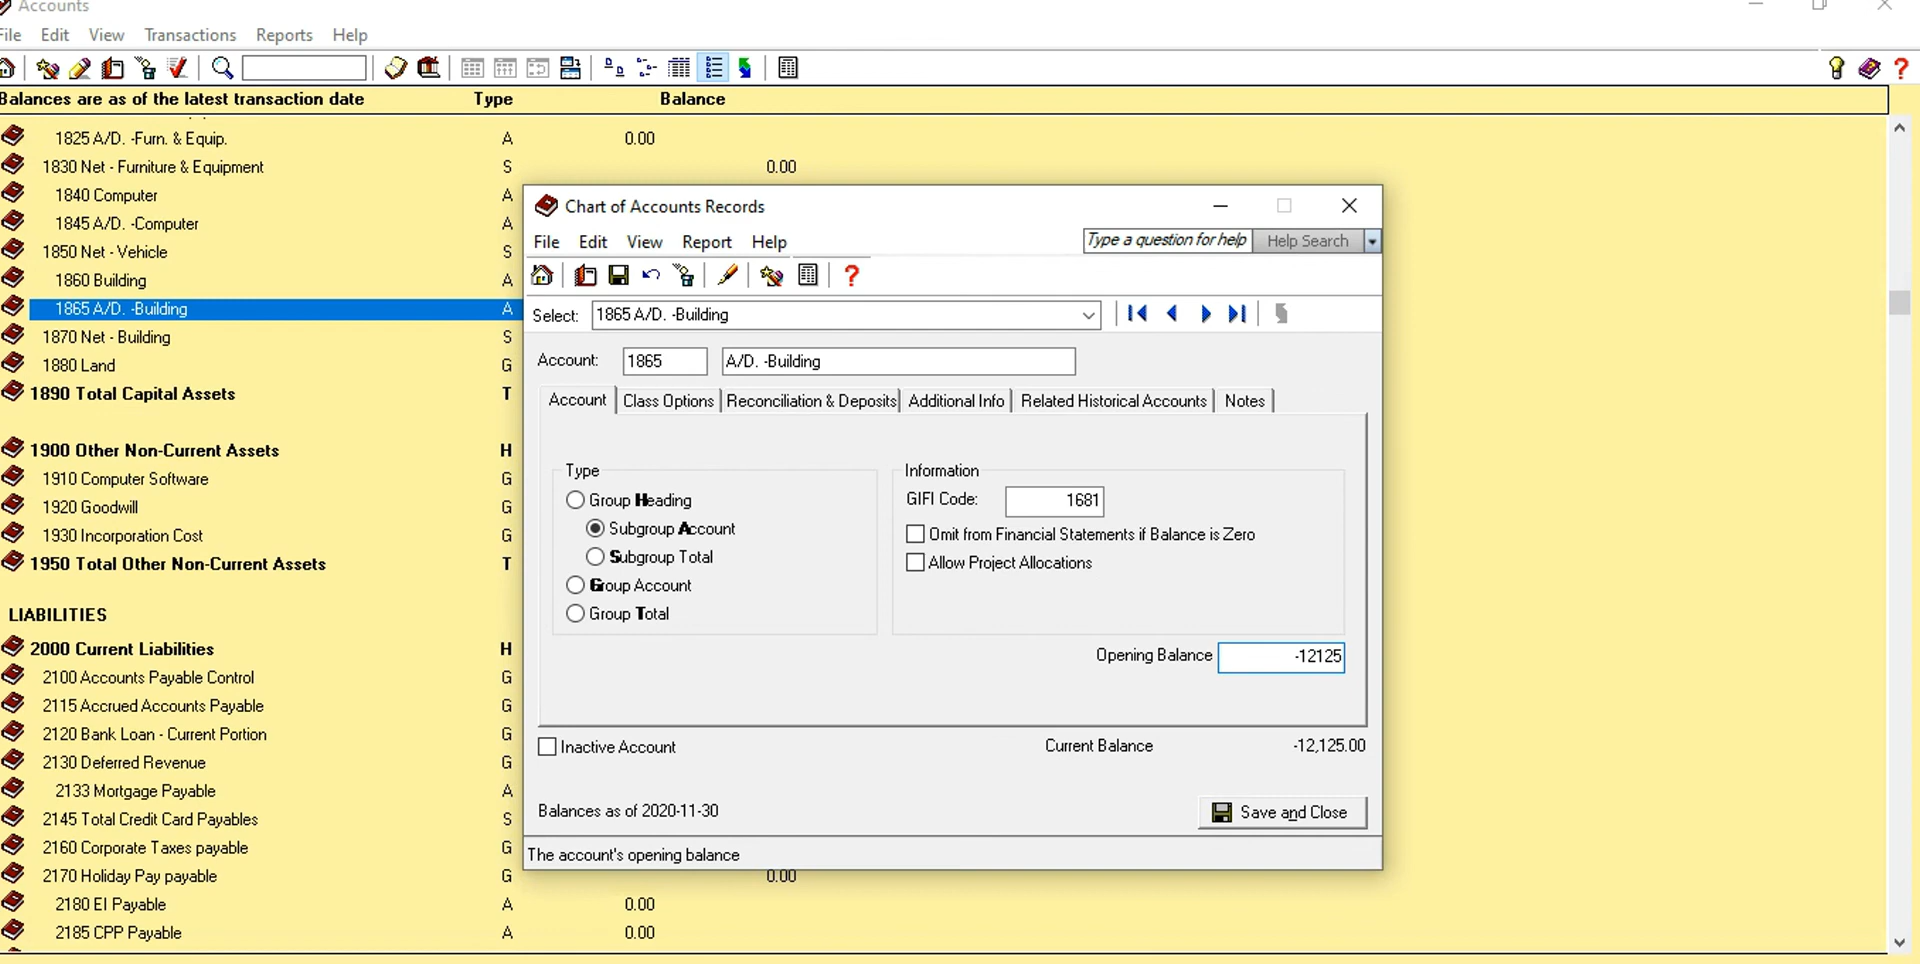 Accounts
File Edit View Transactions Reports Help
Balances are as of the latest transaction date Type Balance
1825 A/D. -Furn. & Equip. A 0.00
1830 Net - Furniture & Equipment S 0.00
1840 Computer A
1845 A/D. -Computer A
1850 Net - Vehicle S
1860 Building A
1865 A/D. -Building A
1870 Net - Building S
1880 Land G
1890 Total Capital Assets T
1900 Other Non-Current Assets H
1910 Computer Software G
1920 Goodwill G
1930 Incorporation Cost G
1950 Total Other Non-Current Assets T
LIABILITIES
2000 Current Liabilities H
2100 Accounts Payable Control G
2115 Accrued Accounts Payable G
2120 Bank Loan - Current Portion G
2130 Deferred Revenue G
2133 Mortgage Payable A
2145 Total Credit Card Payables S
2160 Corporate Taxes payable G
2170 Holiday Pay payable G 0.00
2180 EI Payable A 0.00
2185 CPP Payable A 0.00
Chart of Accounts Records
File Edit View Report Help
Type a question for help Help Search
Select: 1865 A/D. -Building
Account: 1865 A/D. -Building
Account Class Options Reconciliation & Deposits Additional Info Related Historical Accounts Notes
Type
Group Heading
Subgroup Account
Subgroup Total
Group Account
Group Total
Information
GIFI Code: 1681
Omit from Financial Statements if Balance is Zero
Allow Project Allocations
Opening Balance -12125
Inactive Account Current Balance -12,125.00
Balances as of 2020-11-30 Save and Close
The account's opening balance